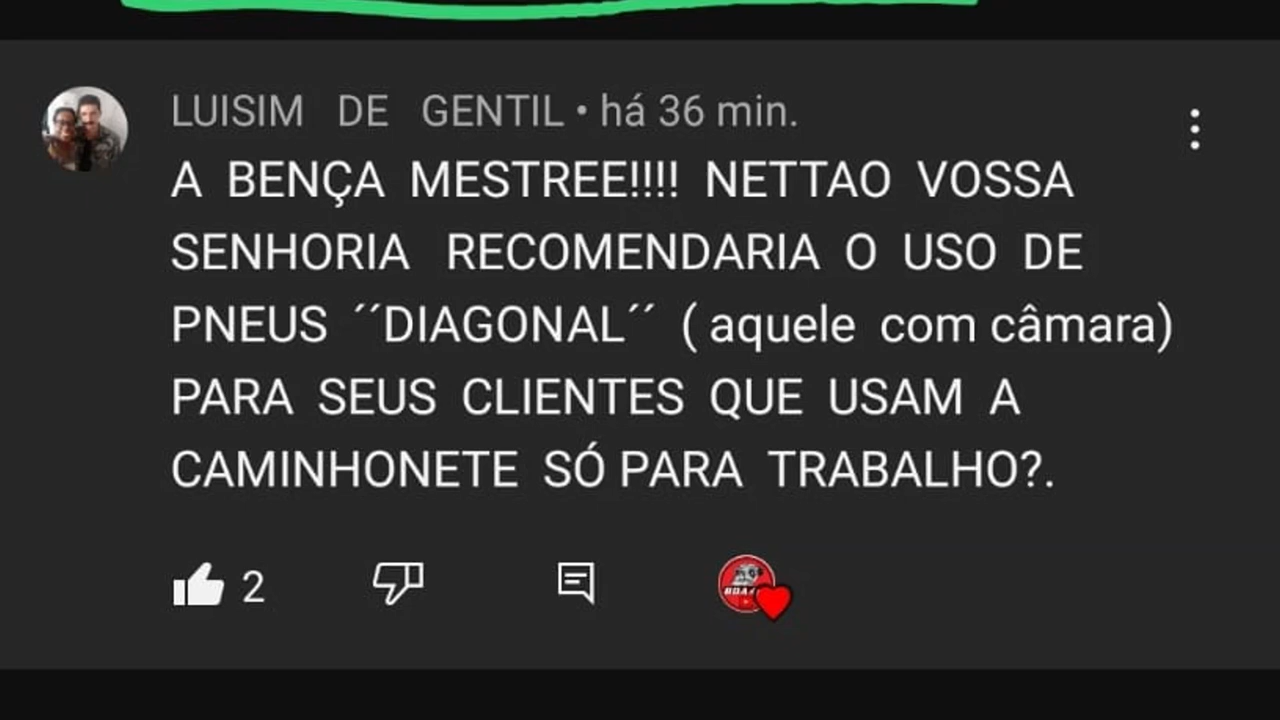 LUISIM DE GENTIL • há 36 min.
A BENÇA MESTREE!!!! NETTAO VOSSA
SENHORIA RECOMENDARIA O USO DE
PNEUS ´´DIAGONAL´´ ( aquele com câmara)
PARA SEUS CLIENTES QUE USAM A
CAMINHONETE SÓ PARA TRABALHO?.
2